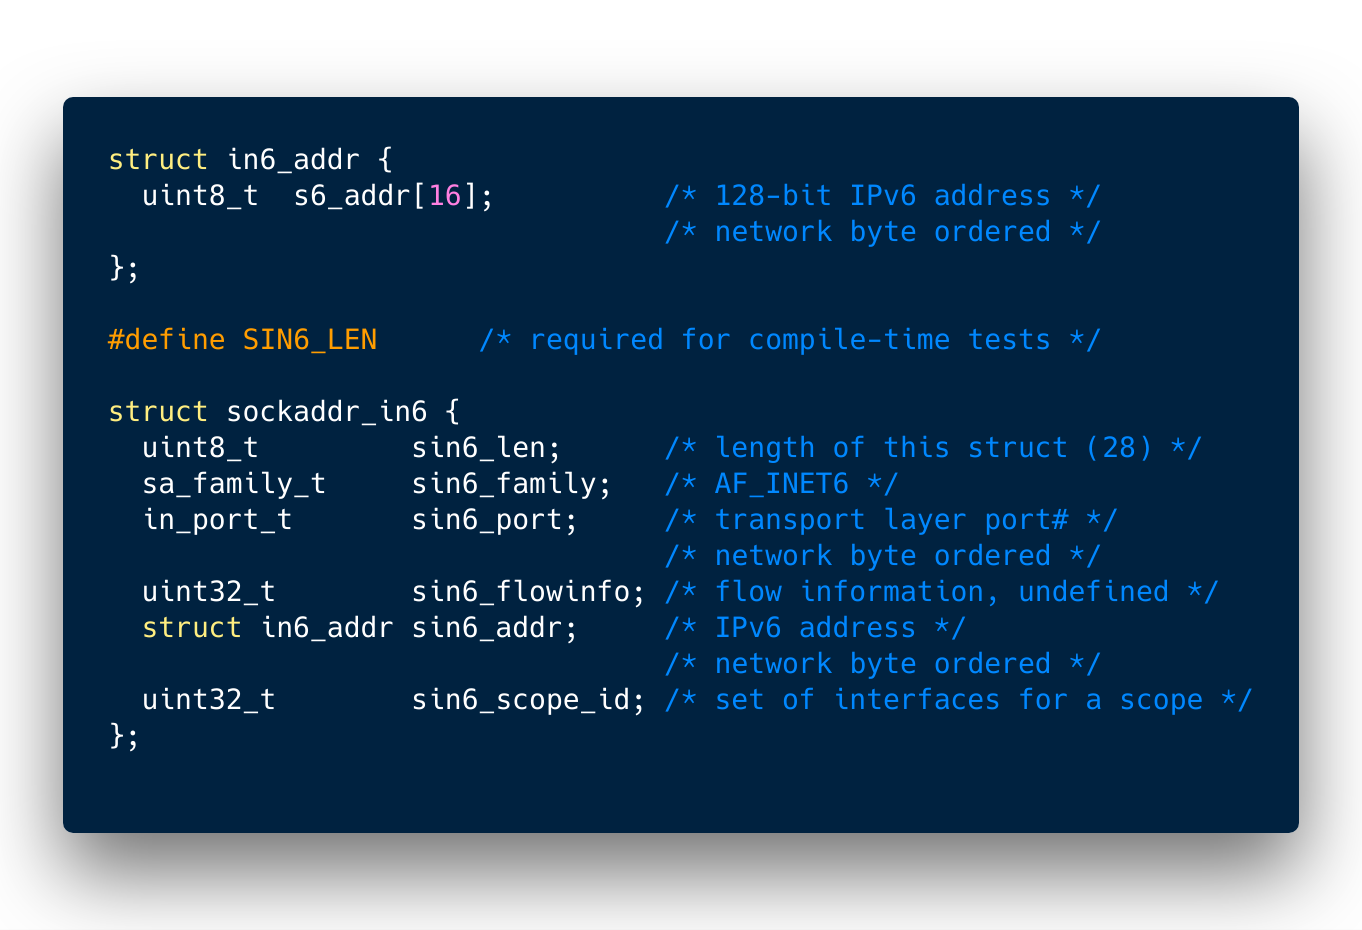 struct in6_addr {
  uint8_t  s6_addr[16];          /* 128-bit IPv6 address */
                                 /* network byte ordered */
};

#define SIN6_LEN      /* required for compile-time tests */

struct sockaddr_in6 {
  uint8_t         sin6_len;      /* length of this struct (28) */
  sa_family_t     sin6_family;   /* AF_INET6 */
  in_port_t       sin6_port;     /* transport layer port# */
                                 /* network byte ordered */
  uint32_t        sin6_flowinfo; /* flow information, undefined */
  struct in6_addr sin6_addr;     /* IPv6 address */
                                 /* network byte ordered */
  uint32_t        sin6_scope_id; /* set of interfaces for a scope */
};